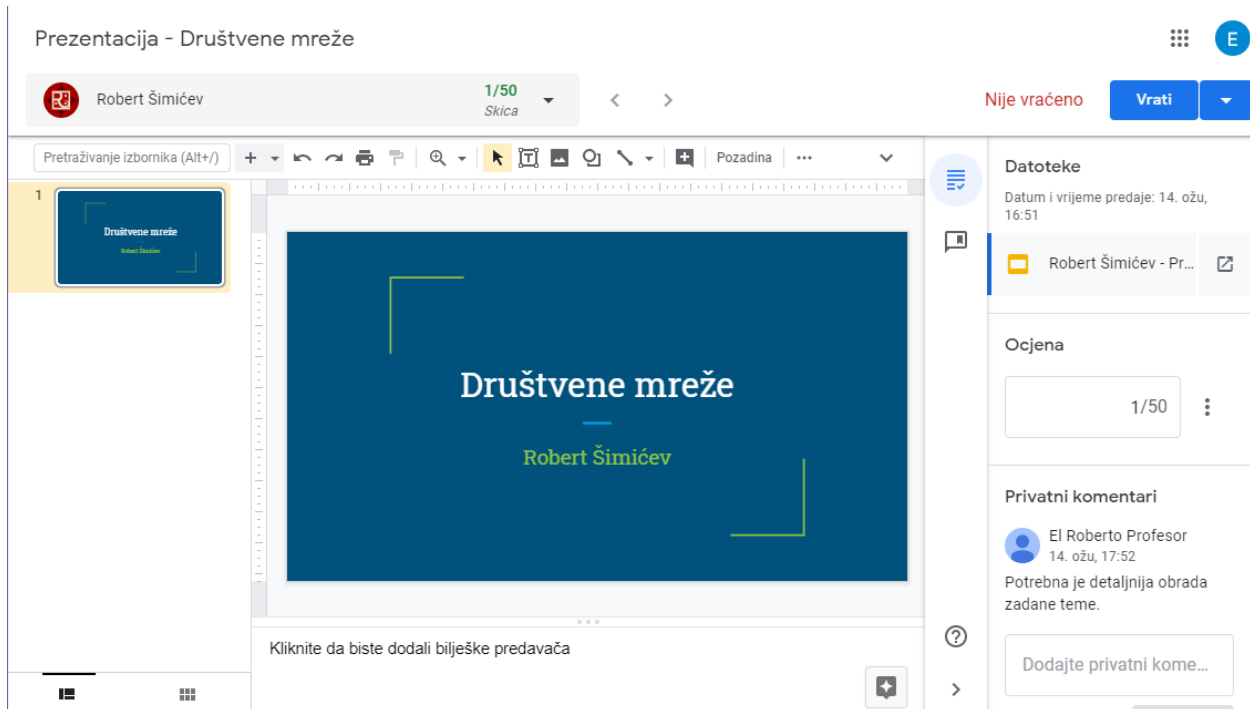 Prezentacija - Društvene mreže
E
Robert Šimićev
1/50
Skica
Nije vraćeno
Vrati
Pretraživanje izbornika (Alt+/)
Pozadina
1
Društvene mreže
Robert Šimićev
Društvene mreže
Robert Šimićev
Kliknite da biste dodali bilješke predavača
Datoteke
Datum i vrijeme predaje: 14. ožu,
16:51
Robert Šimićev - Pr...
Ocjena
1/50
Privatni komentari
El Roberto Profesor
14. ožu, 17:52
Potrebna je detaljnija obrada
zadane teme.
Dodajte privatni kome...